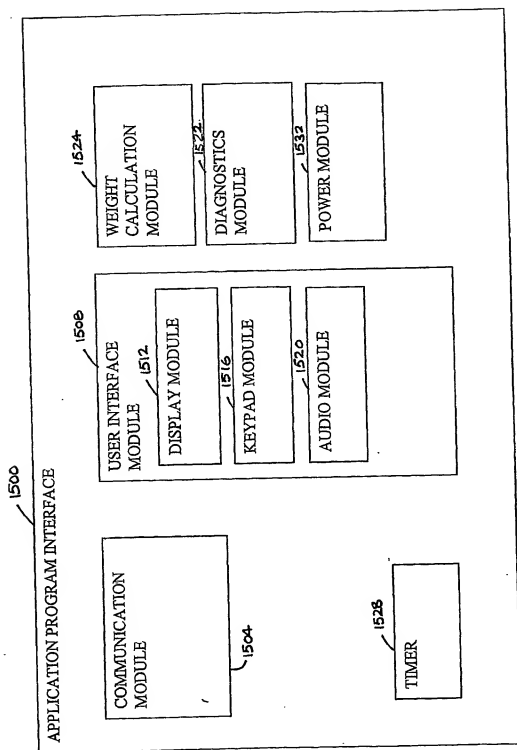 1500
APPLICATION PROGRAM INTERFACE
COMMUNICATION
MODULE
1504
TIMER
1528
1508
USER INTERFACE
MODULE
1512
DISPLAY MODULE
1516
KEYPAD MODULE
1520
AUDIO MODULE
1524
WEIGHT
CALCULATION
MODULE
1522
DIAGNOSTICS
MODULE
1532
POWER MODULE